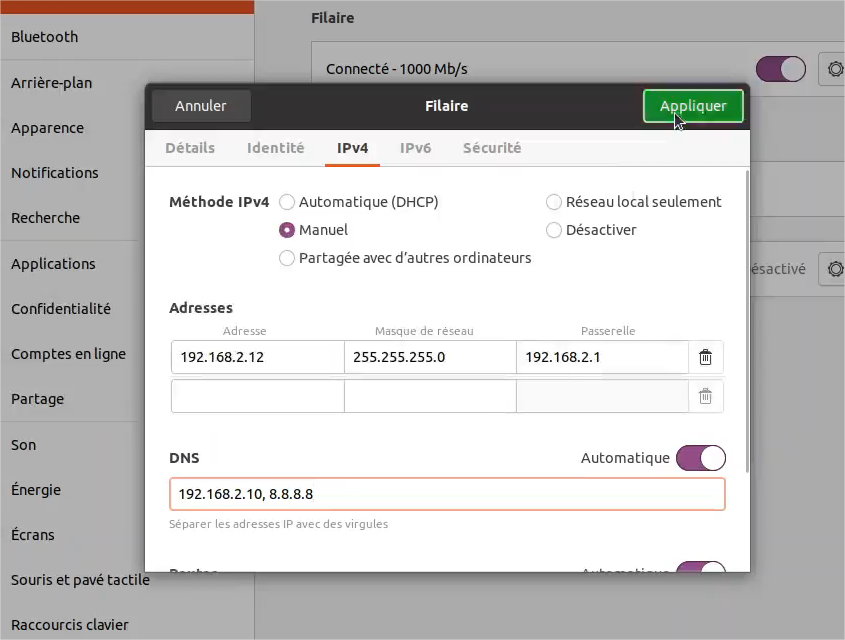 Filaire
Bluetooth
Connecté - 1000 Mb/s
Arrière-plan
Apparence
Notifications
Recherche
Applications
Confidentialité
Comptes en ligne
Partage
Son
Énergie
Écrans
Souris et pavé tactile
Raccourcis clavier
ésactivé
Annuler
Filaire
Appliquer
Détails Identité IPv4 IPv6 Sécurité
Méthode IPv4
Automatique (DHCP)
Réseau local seulement
Manuel
Désactiver
Partagée avec d’autres ordinateurs
Adresses
Adresse Masque de réseau Passerelle
192.168.2.12 255.255.255.0 192.168.2.1
DNS
Automatique
192.168.2.10, 8.8.8.8
Séparer les adresses IP avec des virgules
Routes
Automatique